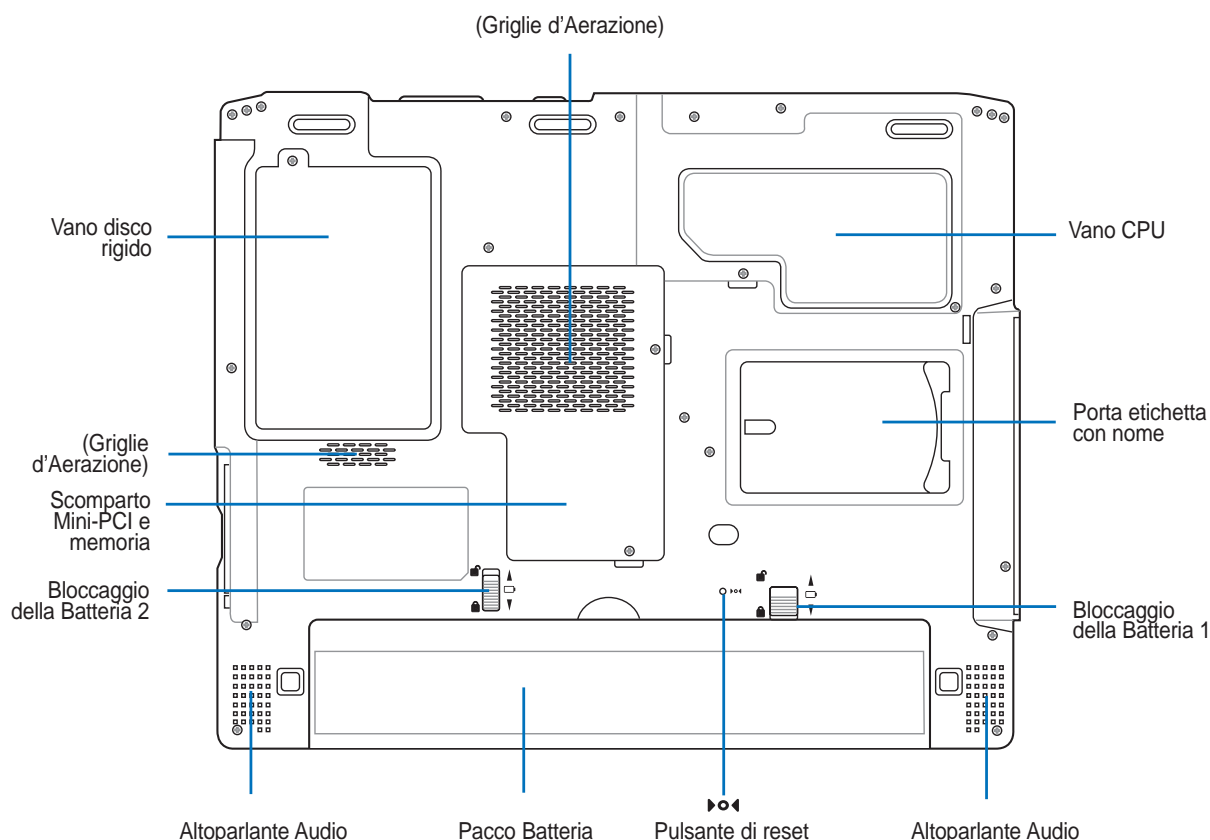 (Griglie d'Aerazione)
Vano disco
rigido
Vano CPU
(Griglie
d'Aerazione)
Porta etichetta
con nome
Scomparto
Mini-PCI e
memoria
Bloccaggio
della Batteria 2
Bloccaggio
della Batteria 1
Altoparlante Audio
Pacco Batteria
Pulsante di reset
Altoparlante Audio